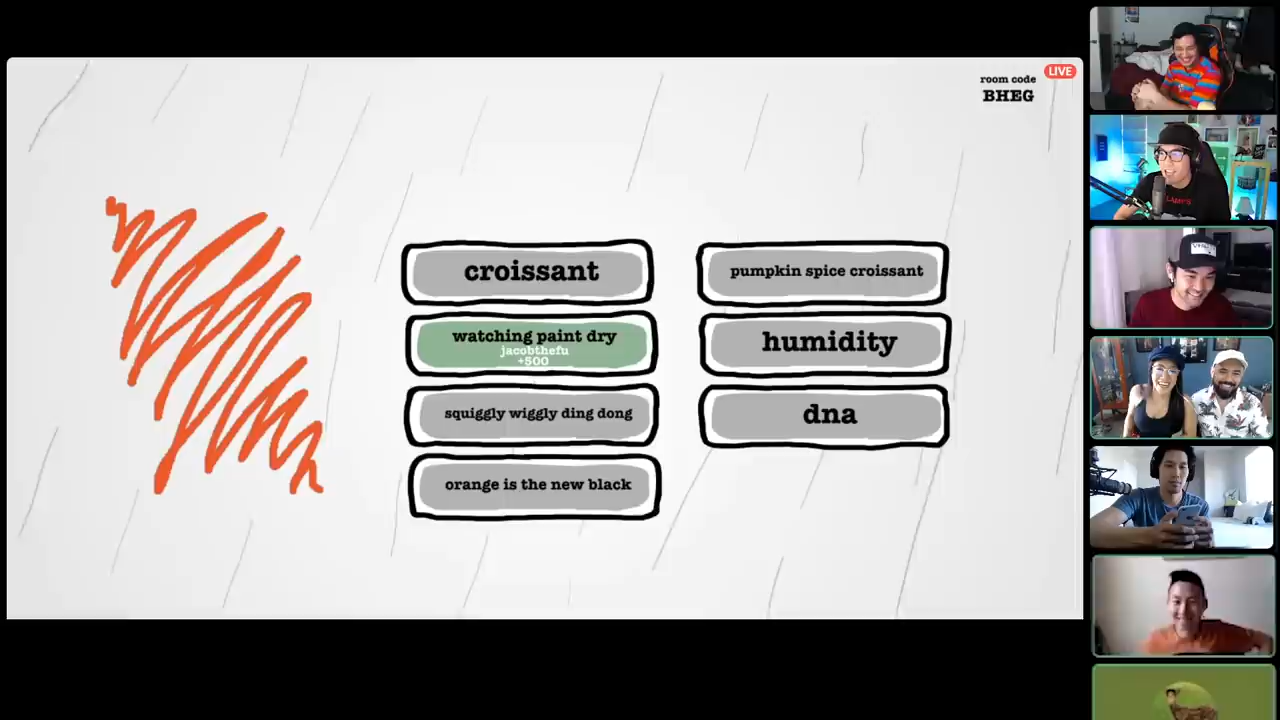 room code
LIVE
BHEG
croissant
pumpkin spice croissant
watching paint dry
jacobthefu
+500
humidity
squiggly wiggly ding dong
dna
orange is the new black